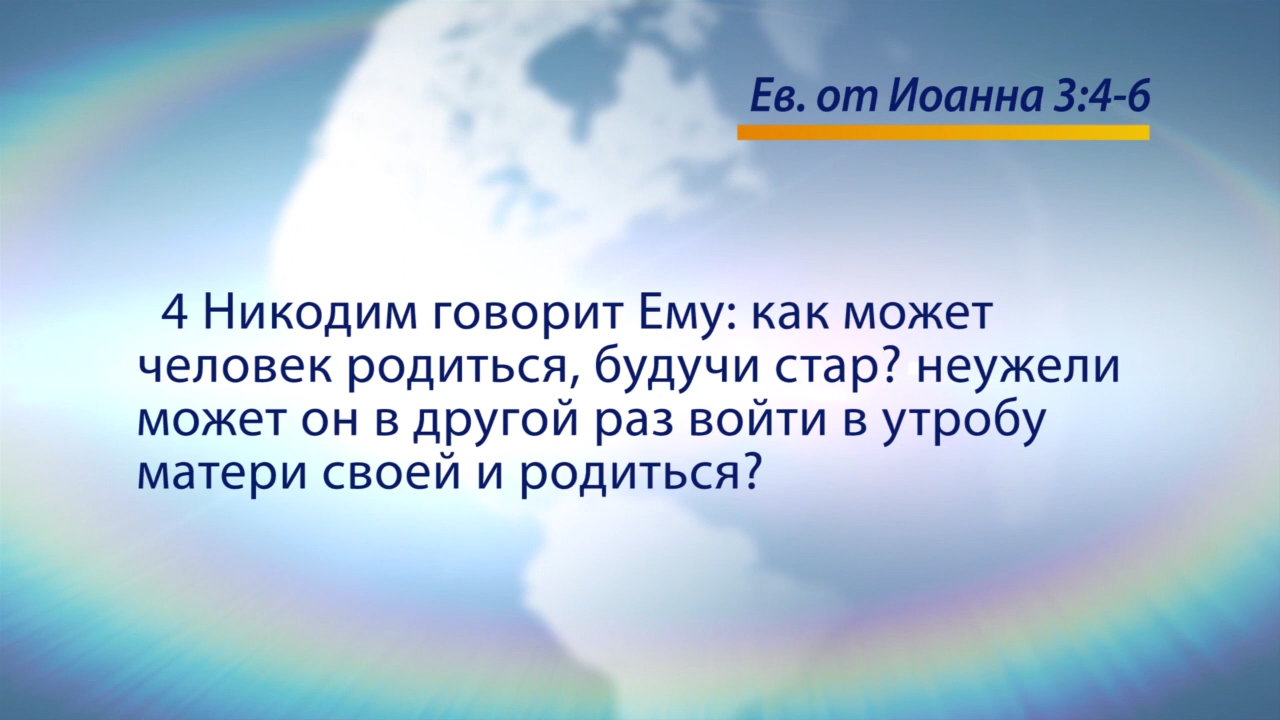 Ев. от Иоанна 3:4-6
4 Никодим говорит Ему: как может
человек родиться, будучи стар? неужели
может он в другой раз войти в утробу
матери своей и родиться?